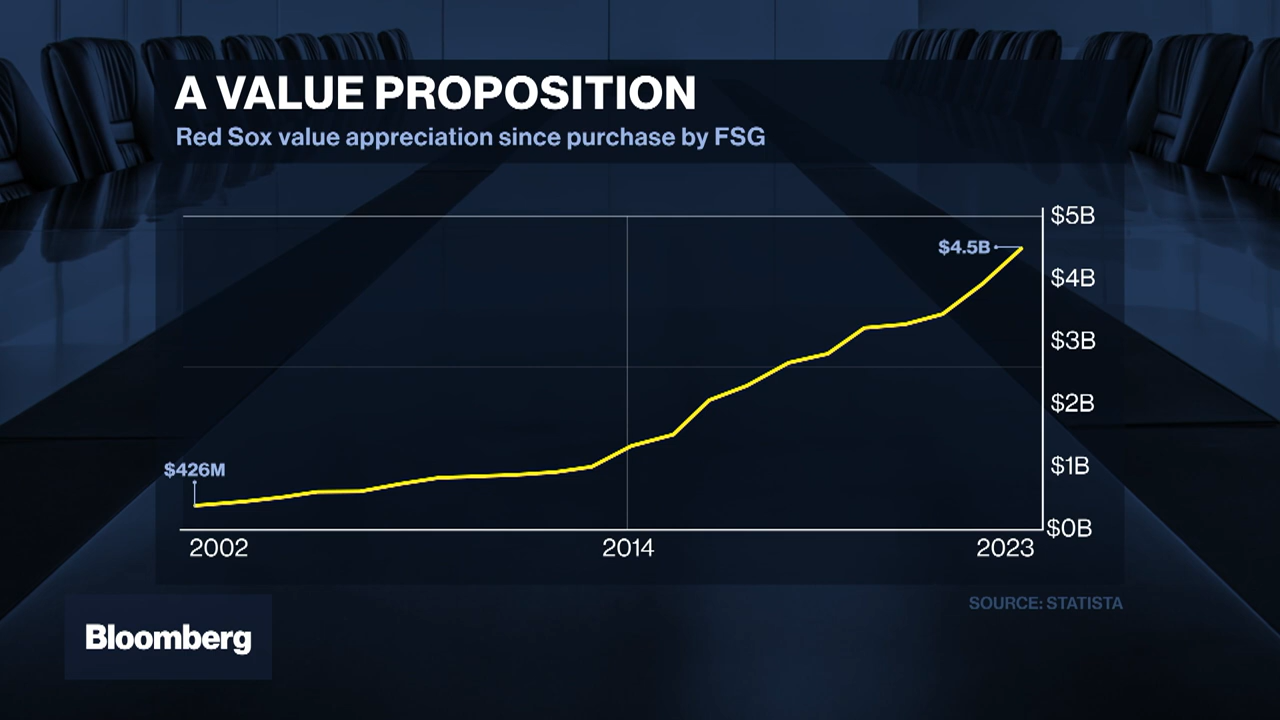 A VALUE PROPOSITION
Red Sox value appreciation since purchase by FSG
$5B
$4.5B
$4B
$3B
$2B
$426M
$1B
$0B
2002
2014
2023
SOURCE: STATISTA
Bloomberg